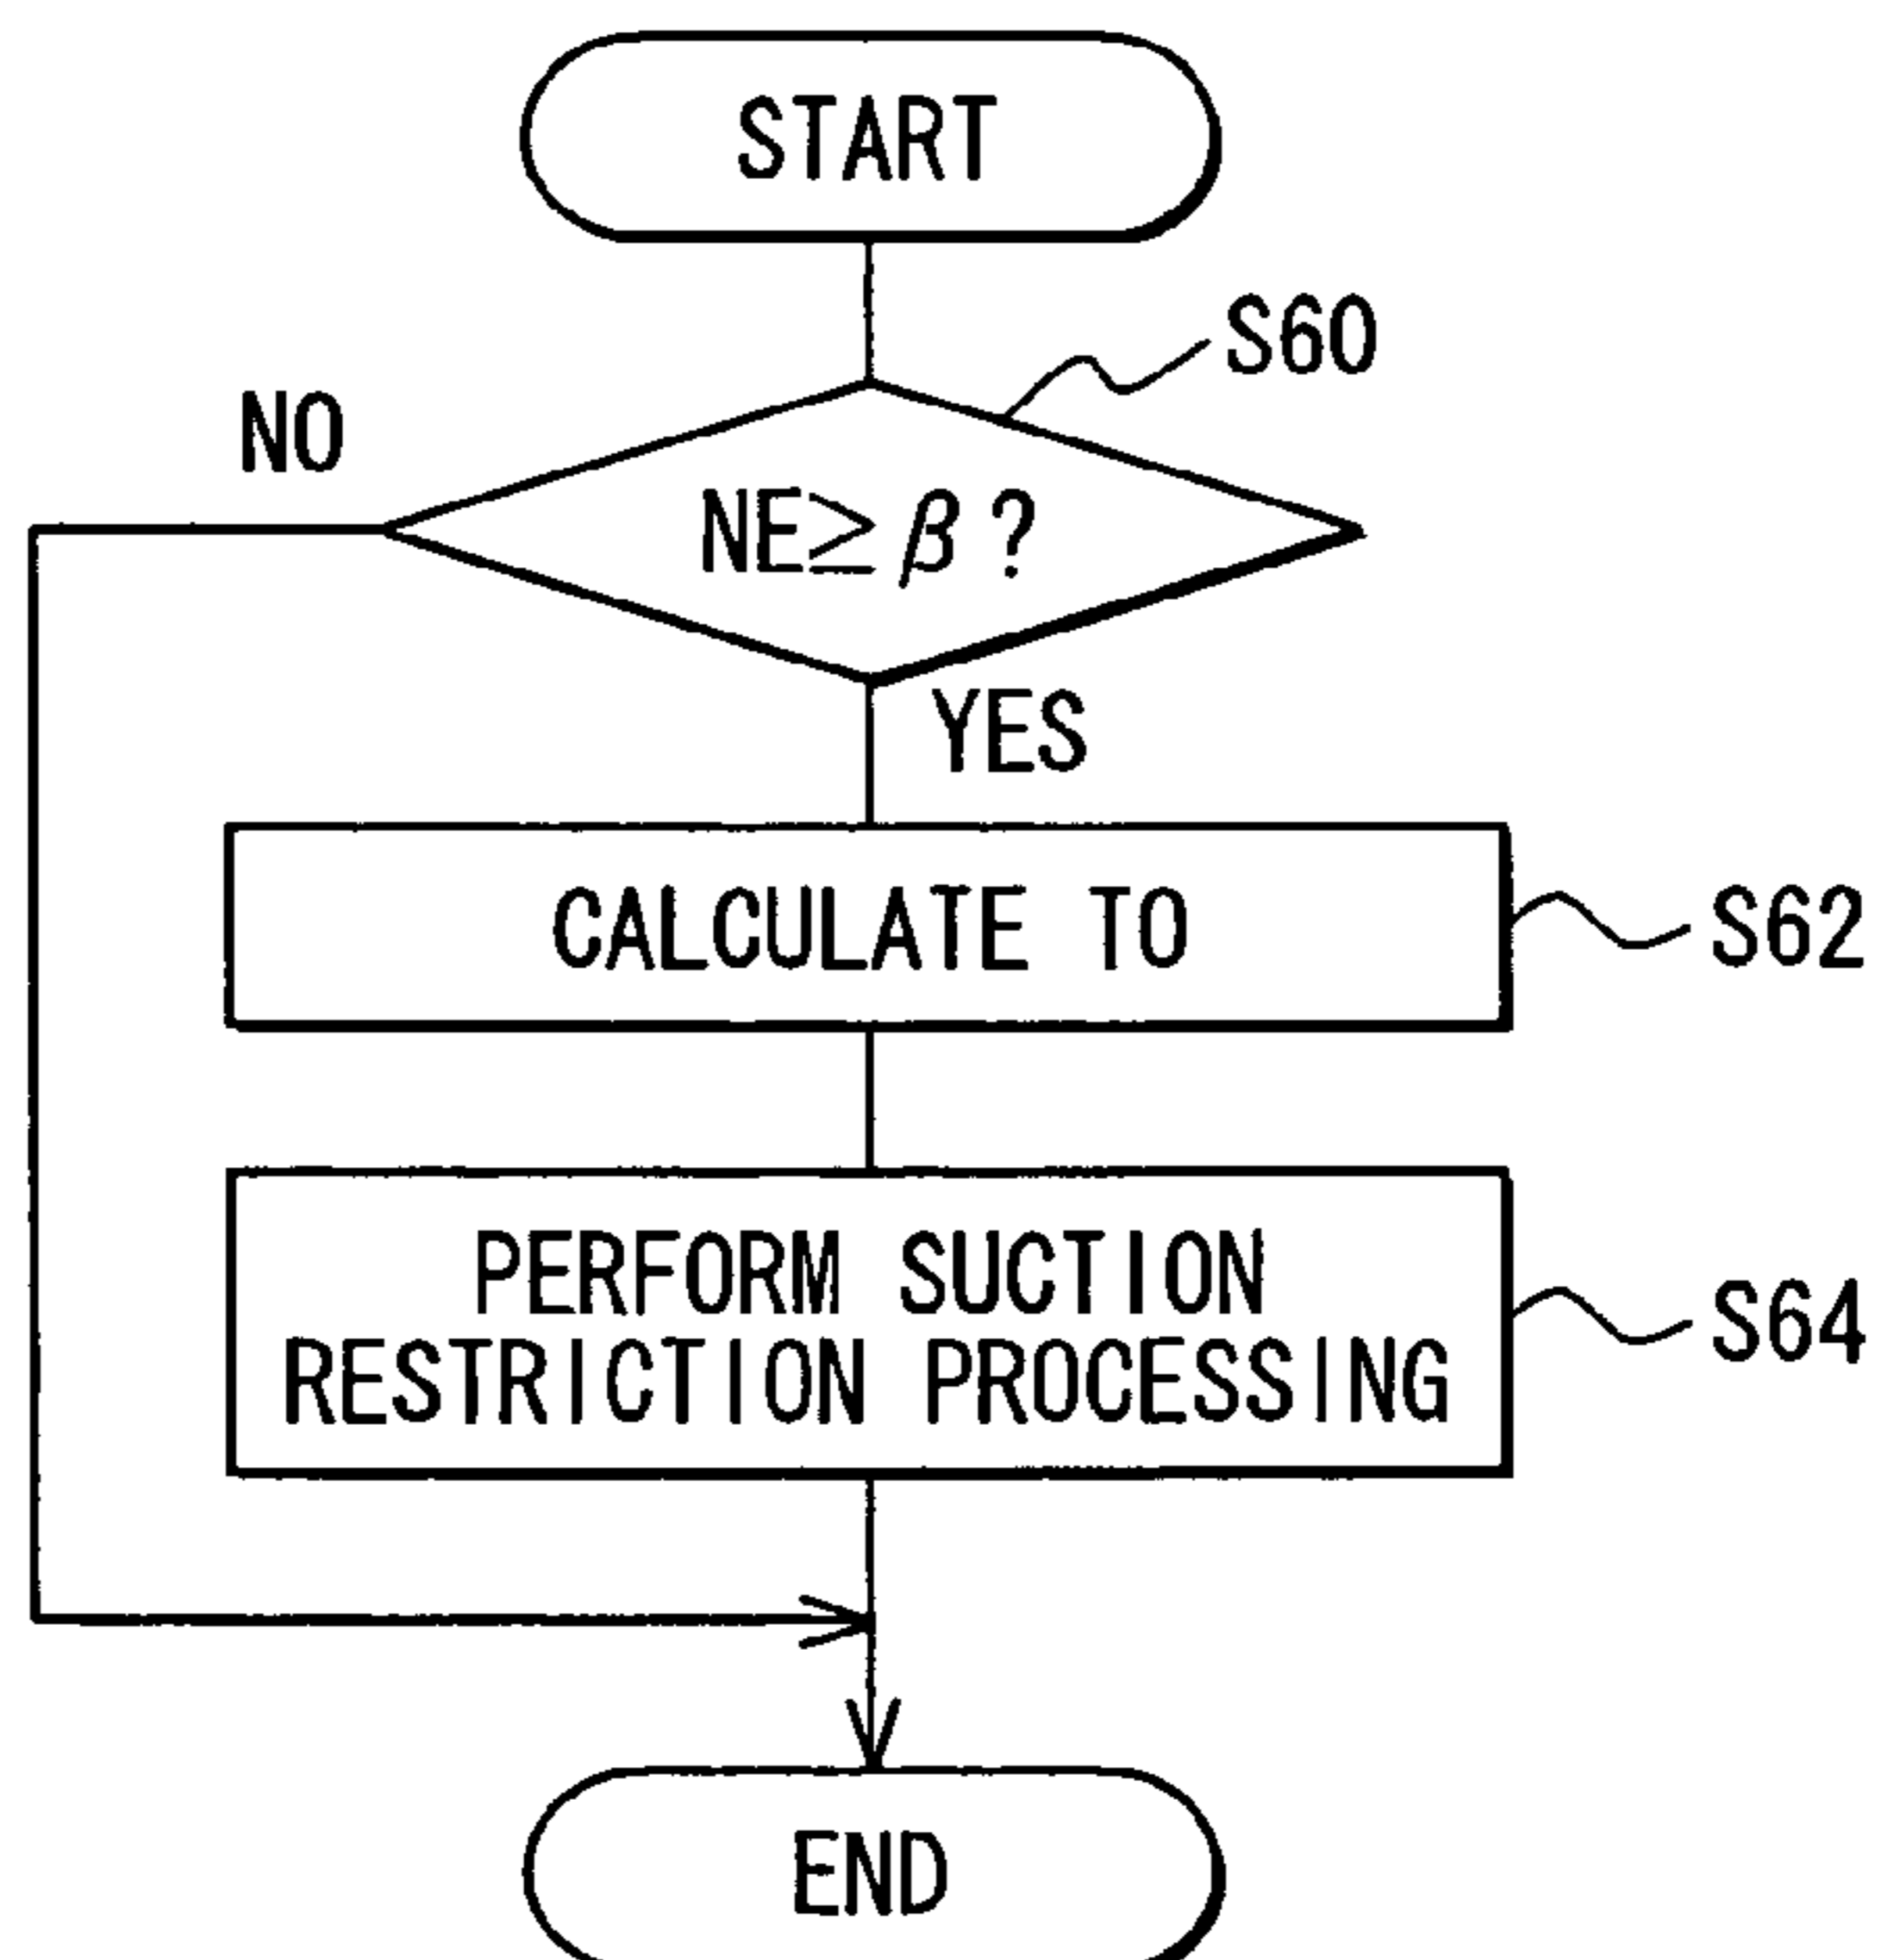 START
S60
NO
NE≧β?
YES
CALCULATE TO
S62
PERFORM SUCTION
RESTRICTION PROCESSING
S64
END